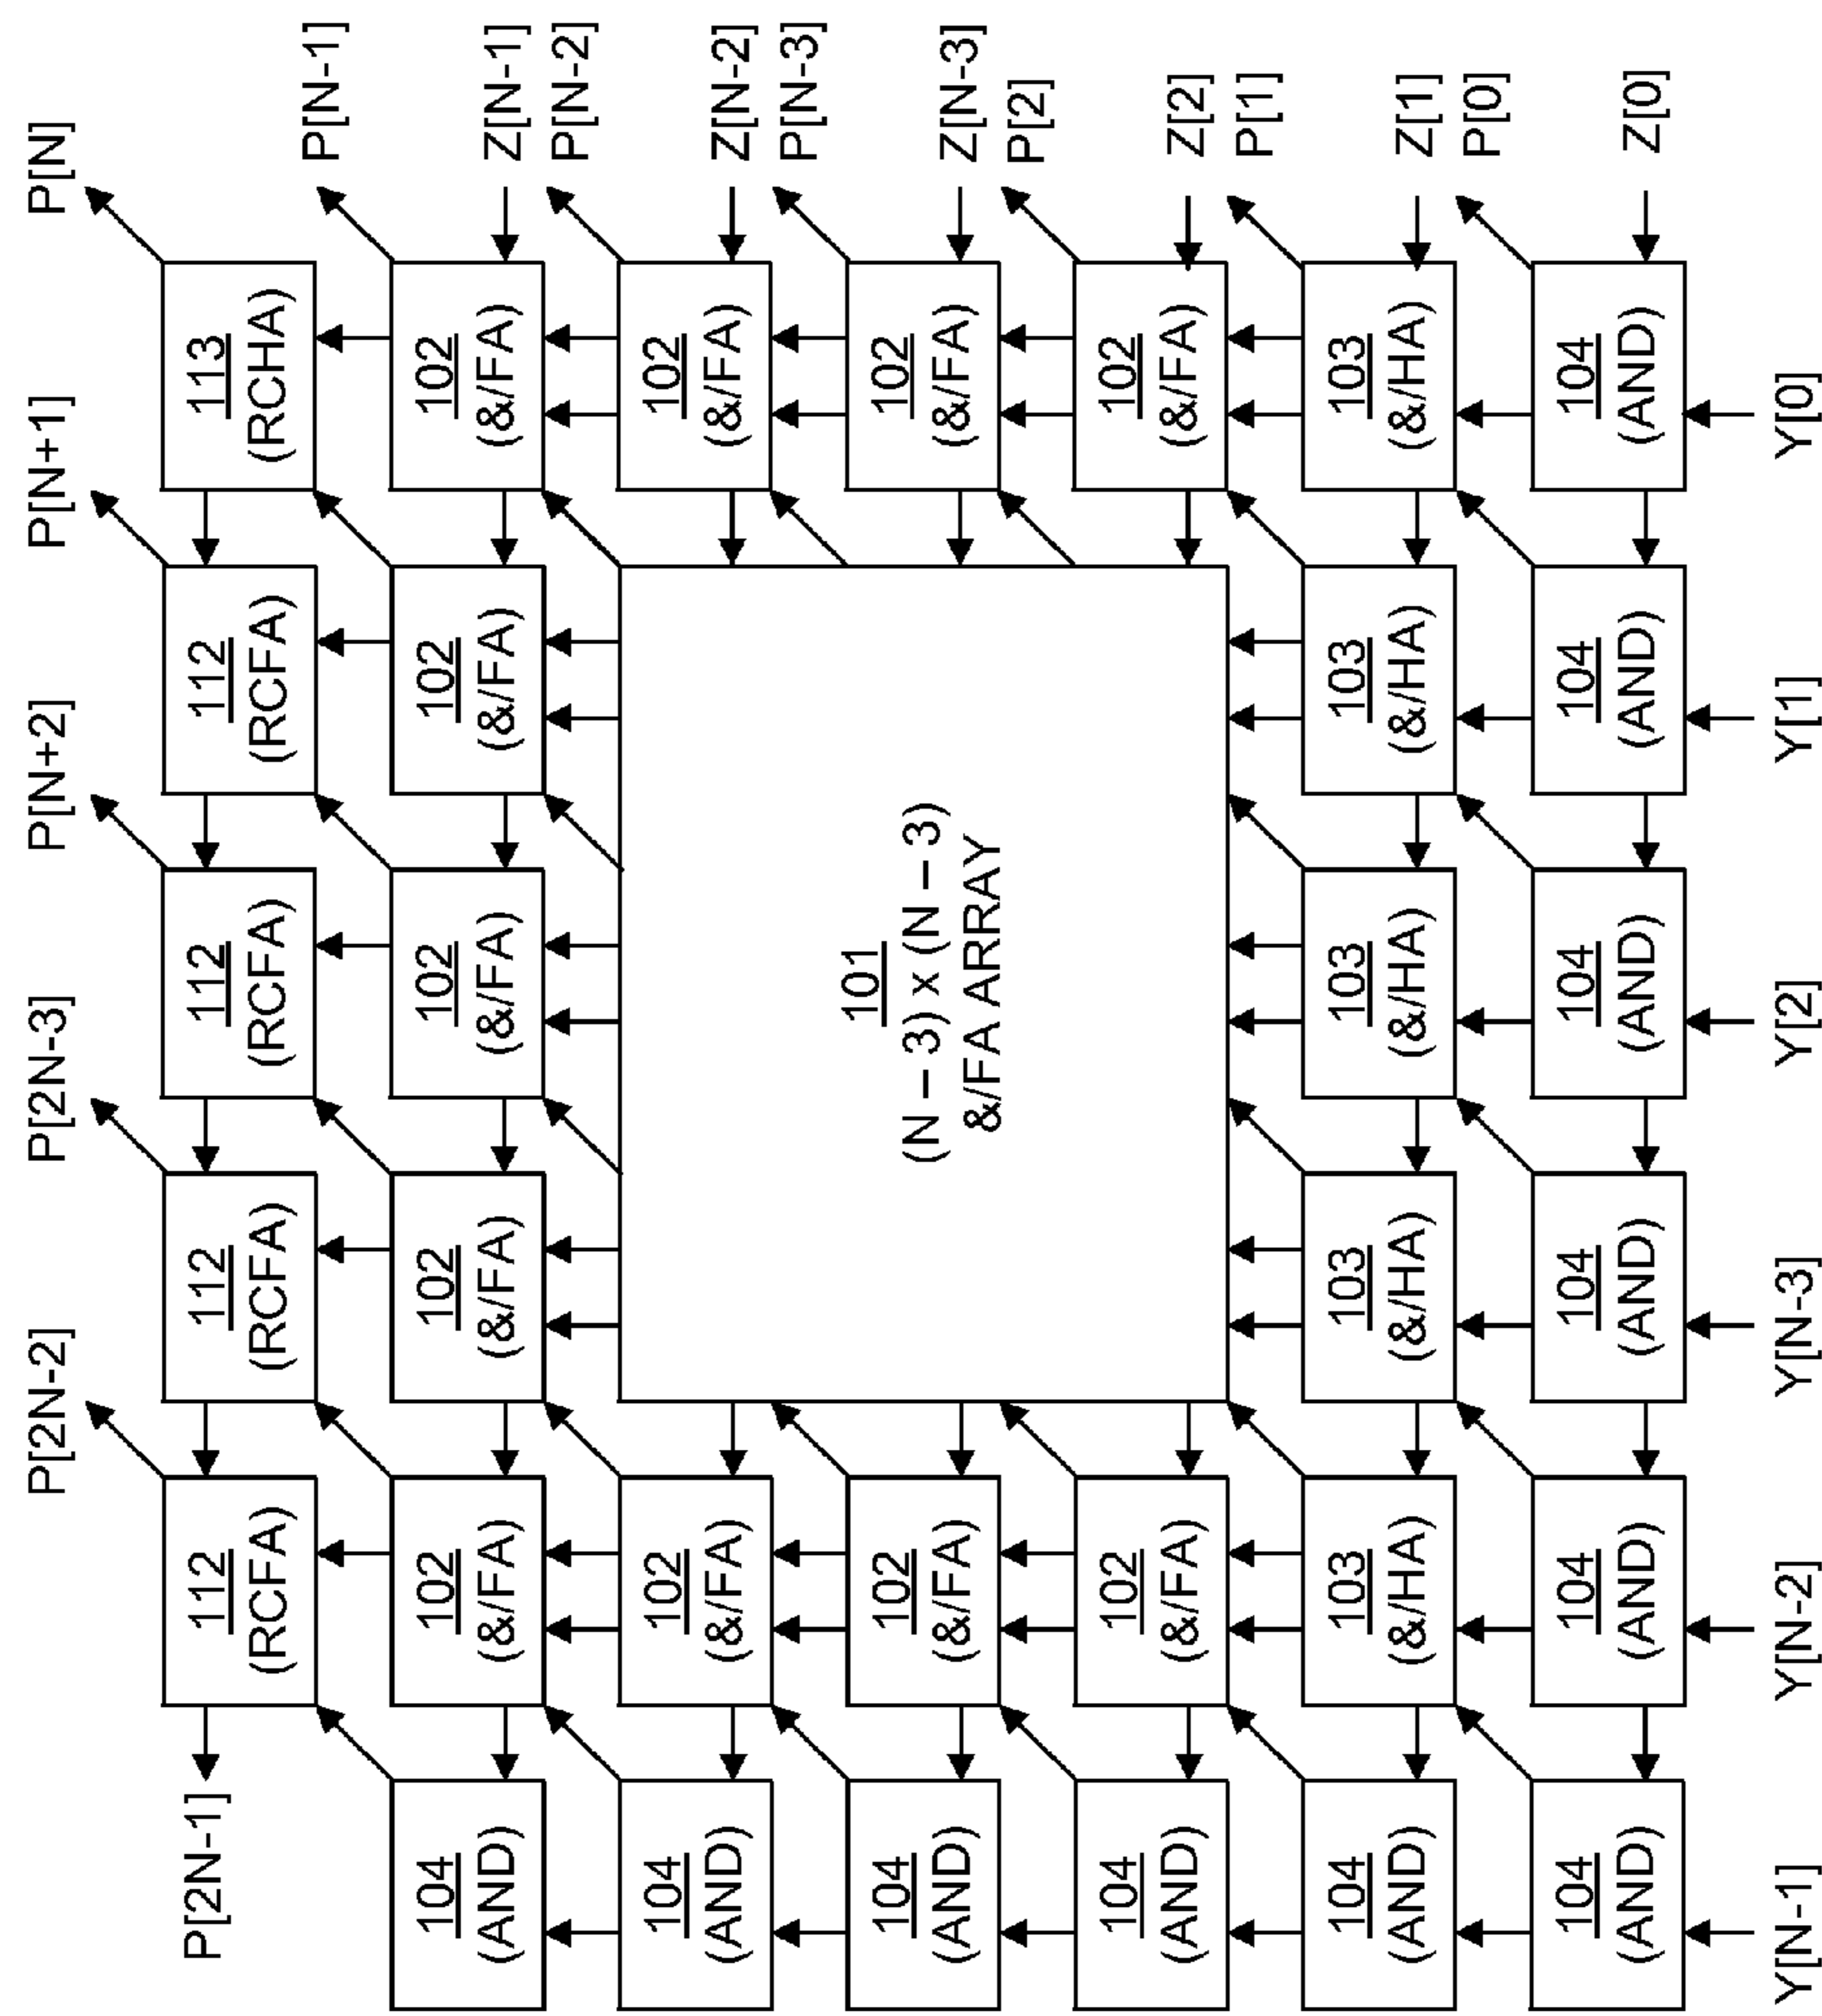 P[2N-2]
P[2N-3]
P[N+2]
P[N+1]
P[N]
P[2N-1]
112
(RCFA)
112
(RCFA)
112
(RCFA)
112
(RCFA)
113
(RCHA)
P[N-1]
104
(AND)
102
(&/FA)
102
(&/FA)
102
(&/FA)
102
(&/FA)
102
(&/FA)
Z[N-1]
P[N-2]
104
(AND)
102
(&/FA)
102
(&/FA)
Z[N-2]
P[N-3]
104
(AND)
102
(&/FA)
101
(N – 3) x (N – 3)
&/FA ARRAY
102
(&/FA)
Z[N-3]
P[2]
104
(AND)
102
(&/FA)
102
(&/FA)
Z[2]
P[1]
104
(AND)
103
(&/HA)
103
(&/HA)
103
(&/HA)
103
(&/HA)
103
(&/HA)
Z[1]
P[0]
104
(AND)
104
(AND)
104
(AND)
104
(AND)
104
(AND)
104
(AND)
Z[0]
Y[N-1]
Y[N-2]
Y[N-3]
Y[2]
Y[1]
Y[0]